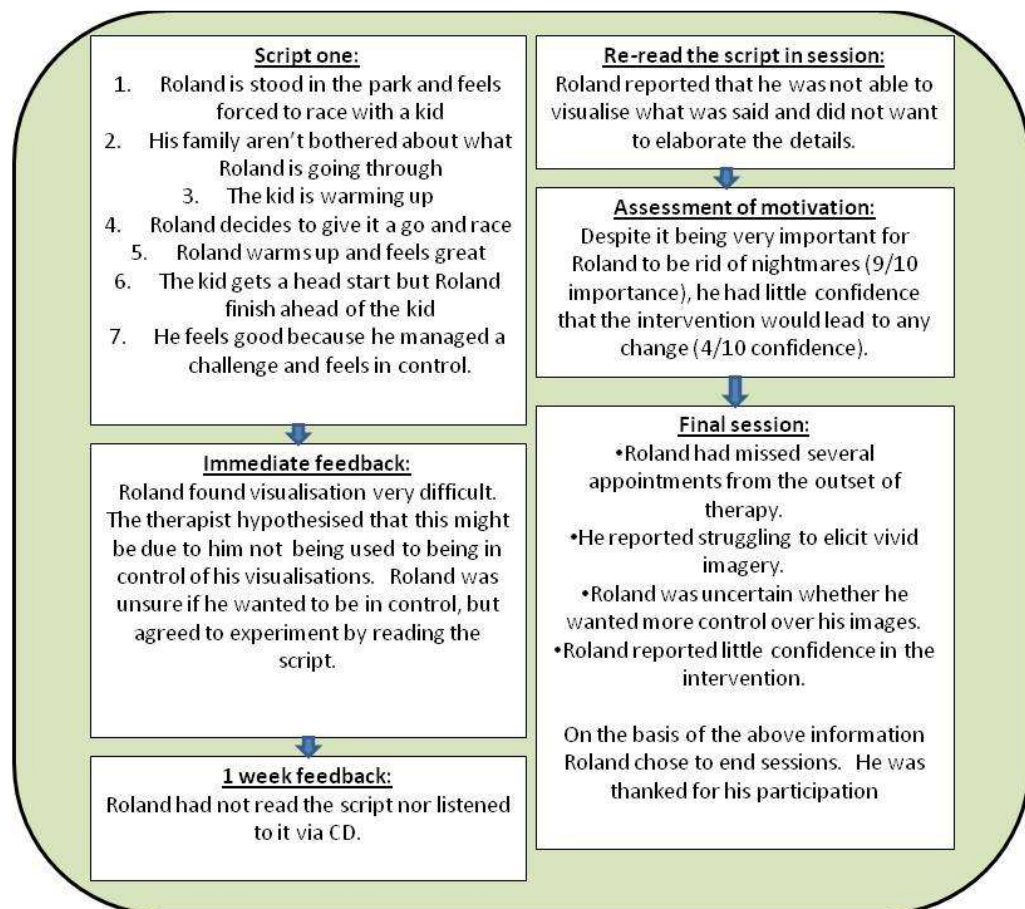 Script one:
1. Roland is stood in the park and feels
forced to race with a kid
2. His family aren't bothered about what
Roland is going through
3. The kid is warming up
4. Roland decides to give it a go and race
5. Roland warms up and feels great
6. The kid gets a head start but Roland
finish ahead of the kid
7. He feels good because he managed a
challenge and feels in control.
Immediate feedback:
Roland found visualisation very difficult.
The therapist hypothesised that this might
be due to him not being used to being in
control of his visualisations. Roland was
unsure if he wanted to be in control, but
agreed to experiment by reading the
script.
1 week feedback:
Roland had not read the script nor listened
to it via CD.
Re-read the script in session:
Roland reported that he was not able to
visualise what was said and did not want
to elaborate the details.
Assessment of motivation:
Despite it being very important for
Roland to be rid of nightmares (9/10
importance), he had little confidence
that the intervention would lead to any
change (4/10 confidence).
Final session:
•Roland had missed several
appointments from the outset of
therapy.
•He reported struggling to elicit vivid
imagery.
•Roland was uncertain whether he
wanted more control over his images.
•Roland reported little confidence in the
intervention.
On the basis of the above information
Roland chose to end sessions. He was
thanked for his participation